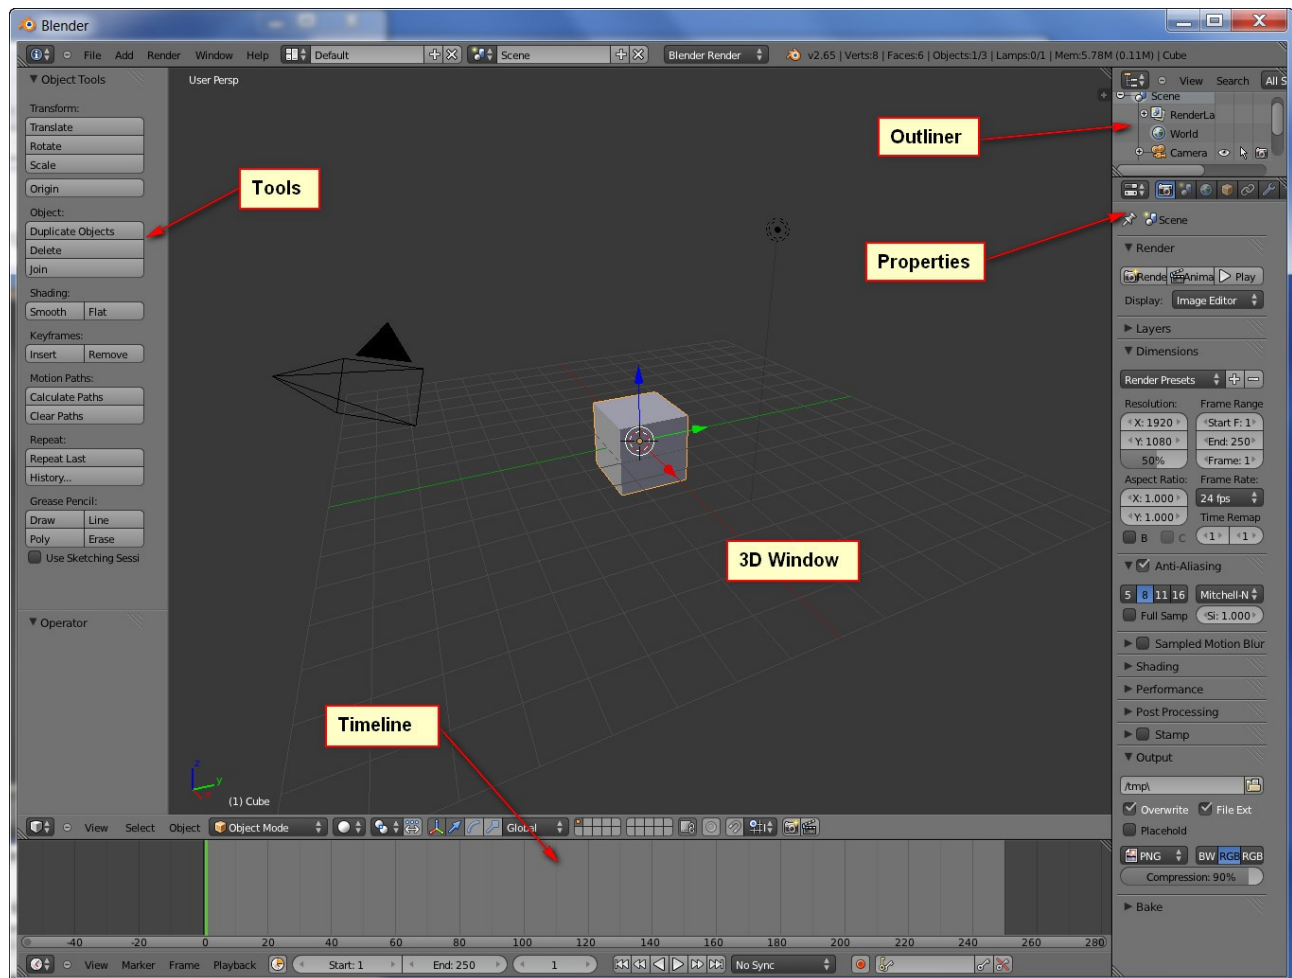 Blender
File Add Render Window Help Default Scene Blender Render v2.65 | Verts:8 | Faces:6 | Objects:1/3 | Lamps:0/1 | Mem:5.78M (0.11M) | Cube
Object Tools
Transform:
Translate
Rotate
Scale
Origin
Object:
Duplicate Objects
Delete
Join
Shading:
Smooth Flat
Keyframes:
Insert Remove
Motion Paths:
Calculate Paths
Clear Paths
Repeat:
Repeat Last
History...
Grease Pencil:
Draw Line
Poly Erase
Use Sketching Sessi
Operator
User Persp
Tools
Outliner
Properties
3D Window
Timeline
z
y
(1) Cube
View Search All S
Scene
RenderLa
World
Camera
Scene
Render
Rende Anima Play
Display: Image Editor
Layers
Dimensions
Render Presets
Resolution: Frame Range
X: 1920 Start F: 1
Y: 1080 End: 250
50% Frame: 1
Aspect Ratio: Frame Rate:
X: 1.000 24 fps
Y: 1.000 Time Remap
B C 1 1
Anti-Aliasing
5 8 11 16 Mitchell-N
Full Samp Si: 1.000
Sampled Motion Blur
Shading
Performance
Post Processing
Stamp
Output
/tmp\
Overwrite File Ext
Placehold
PNG BW RGB RGB
Compression: 90%
Bake
View Select Object Object Mode Global
-40 -20 0 20 40 60 80 100 120 140 160 180 200 220 240 260 280
View Marker Frame Playback Start: 1 End: 250 1 No Sync